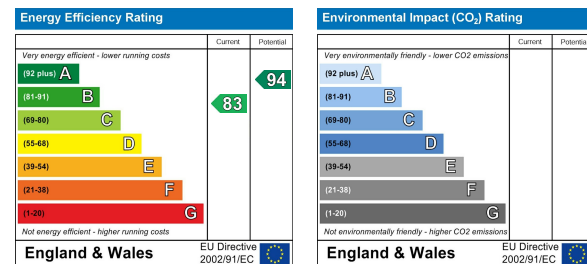 Energy Efficiency Rating
Current Potential
Very energy efficient - lower running costs
(92 plus) A
(81-91) B
(69-80) C
(55-68) D
(39-54) E
(21-38) F
(1-20) G
83
94
Not energy efficient - higher running costs
England & Wales
EU Directive
2002/91/EC
Environmental Impact (CO₂) Rating
Current Potential
Very environmentally friendly - lower CO2 emissions
(92 plus) A
(81-91) B
(69-80) C
(55-68) D
(39-54) E
(21-38) F
(1-20) G
Not environmentally friendly - higher CO2 emissions
England & Wales
EU Directive
2002/91/EC